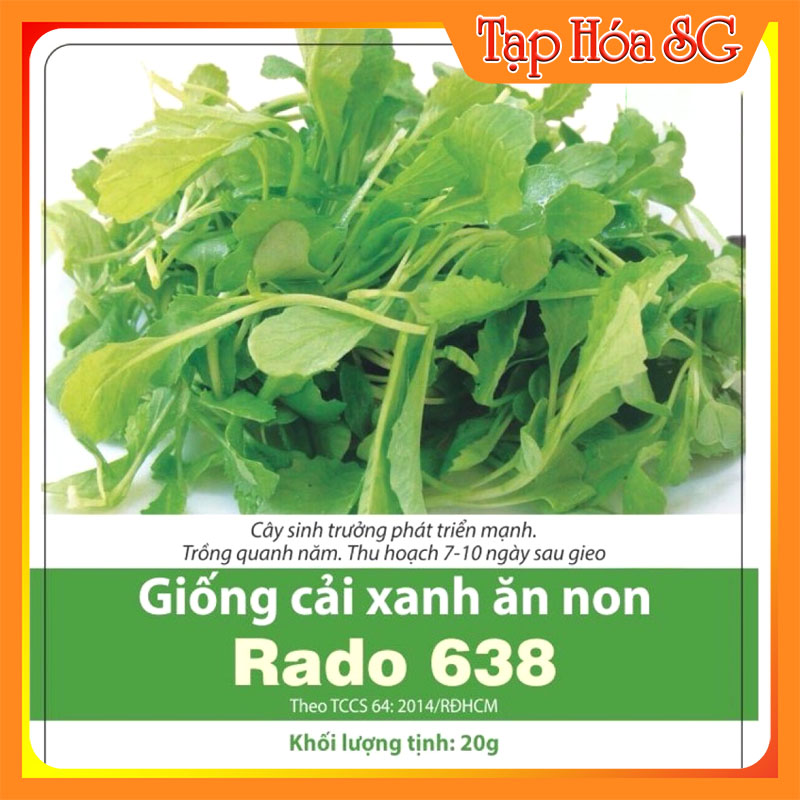 Tạp Hóa SG
Cây sinh trưởng phát triển mạnh.
Trồng quanh năm. Thu hoạch 7-10 ngày sau gieo
Giống cải xanh ăn non
Rado 638
Theo TCCS 64: 2014/RĐHCM
Khối lượng tịnh: 20g